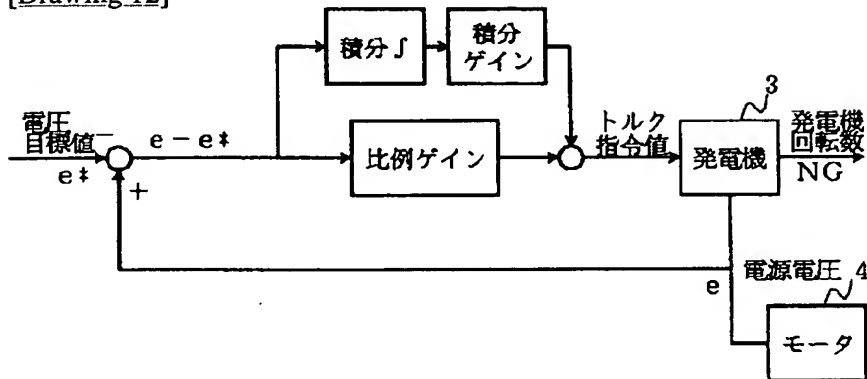 [Drawing 12]
積分∫
積分
ゲイン
電圧
目標値
−
e*
e−e*
+
比例ゲイン
トルク
指令値
3
発電機
発電機
回転数
NG
電源電圧
e
4
モータ